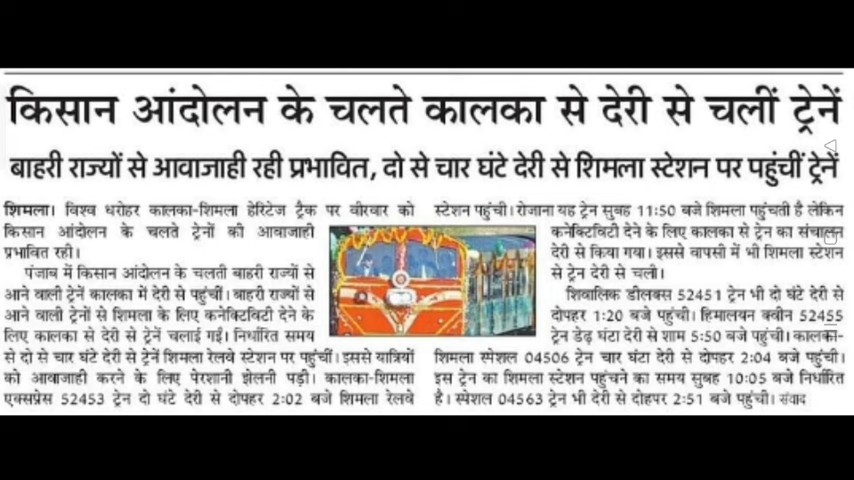 किसान आंदोलन के चलते कालका से देरी से चलीं ट्रेनें
बाहरी राज्यों से आवाजाही रही प्रभावित, दो से चार घंटे देरी से शिमला स्टेशन पर पहुंचीं ट्रेनें
शिमला। विश्व धरोहर कालका-शिमला हेरिटेज ट्रैक पर वीरवार को
किसान आंदोलन के चलते ट्रेनों की आवाजाही
प्रभावित रही।
पंजाब में किसान आंदोलन के चलती बाहरी राज्यों से
आने वाली ट्रेनें कालका में देरी से पहुंचीं। बाहरी राज्यों से
आने वाली ट्रेनों से शिमला के लिए कनेक्टिविटी देने के
लिए कालका से देरी से ट्रेनें चलाई गईं। निर्धारित समय
से दो से चार घंटे देरी से ट्रेनें शिमला रेलवे स्टेशन पर पहुंचीं। इससे यात्रियों
को आवाजाही करने के लिए पेरशानी झेलनी पड़ी। कालका-शिमला
एक्सप्रेस 52453 ट्रेन दो घंटे देरी से दोपहर 2:02 बजे शिमला रेलवे
स्टेशन पहुंची। रोजाना यह ट्रेन सुबह 11:50 बजे शिमला पहुंचती है लेकिन
कनेक्टिविटी देने के लिए कालका से ट्रेन का संचालन
देरी से किया गया। इससे वापसी में भी शिमला स्टेशन
से ट्रेन देरी से चली।
शिवालिक डीलक्स 52451 ट्रेन भी दो घंटे देरी से
दोपहर 1:20 बजे पहुंची। हिमालयन क्वीन 52455
ट्रेन डेढ़ घंटा देरी से शाम 5:50 बजे पहुंची। कालका-
शिमला स्पेशल 04506 ट्रेन चार घंटा देरी से दोपहर 2:04 बजे पहुंची।
इस ट्रेन का शिमला स्टेशन पहुंचने का समय सुबह 10:05 बजे निर्धारित
है। स्पेशल 04563 ट्रेन भी देरी से दोहपर 2:51 बजे पहुंची। संवाद